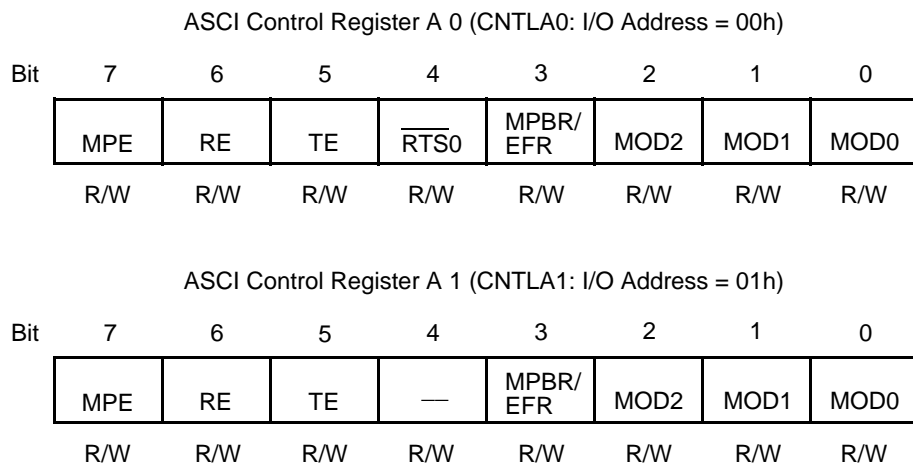 ASCI Control Register A 0 (CNTLA0: I/O Address = 00h)
Bit 7 6 5 4 3 2 1 0
MPE RE TE R̅T̅S̅0 MPBR/ EFR MOD2 MOD1 MOD0
R/W R/W R/W R/W R/W R/W R/W R/W
ASCI Control Register A 1 (CNTLA1: I/O Address = 01h)
Bit 7 6 5 4 3 2 1 0
MPE RE TE — MPBR/ EFR MOD2 MOD1 MOD0
R/W R/W R/W R/W R/W R/W R/W R/W